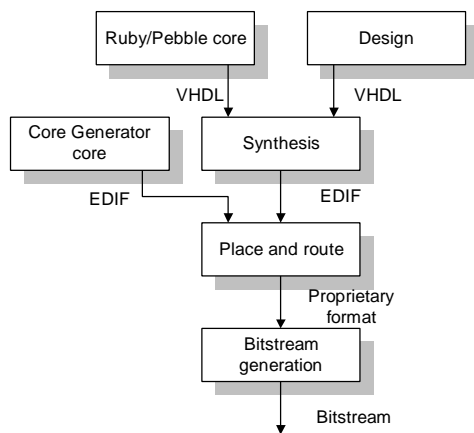 Ruby/Pebble core
Design
VHDL
VHDL
Core Generator
core
Synthesis
EDIF
EDIF
Place and route
Proprietary
format
Bitstream
generation
Bitstream